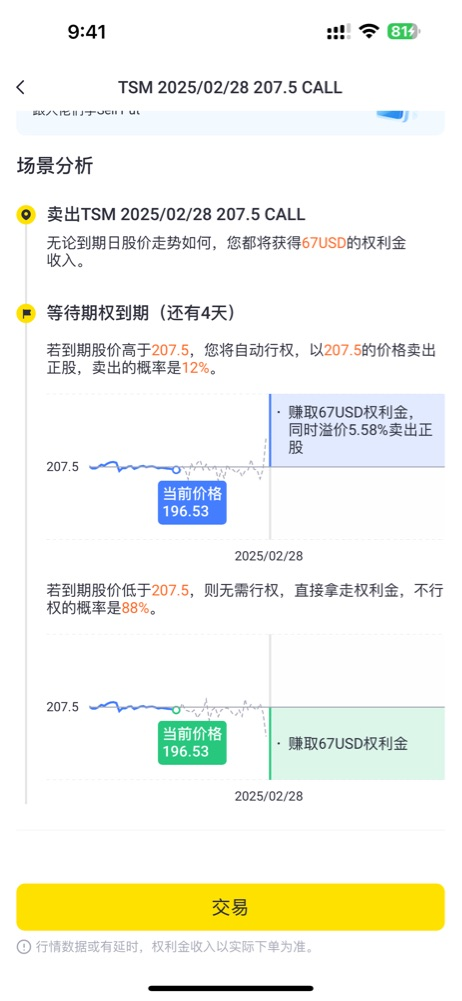 9:41
81
TSM 2025/02/28 207.5 CALL
场景分析
卖出TSM 2025/02/28 207.5 CALL
无论到期日股价走势如何，您都将获得67USD的权利金
收入。
等待期权到期（还有4天）
若到期股价高于207.5，您将自动行权，以207.5的价格卖出
正股，卖出的概率是12%。
· 赚取67USD权利金，
同时溢价5.58%卖出正
股
207.5
当前价格
196.53
2025/02/28
若到期股价低于207.5，则无需行权，直接拿走权利金，不行
权的概率是88%。
207.5
当前价格
196.53
· 赚取67USD权利金
2025/02/28
交易
行情数据或有延时，权利金收入以实际下单为准。